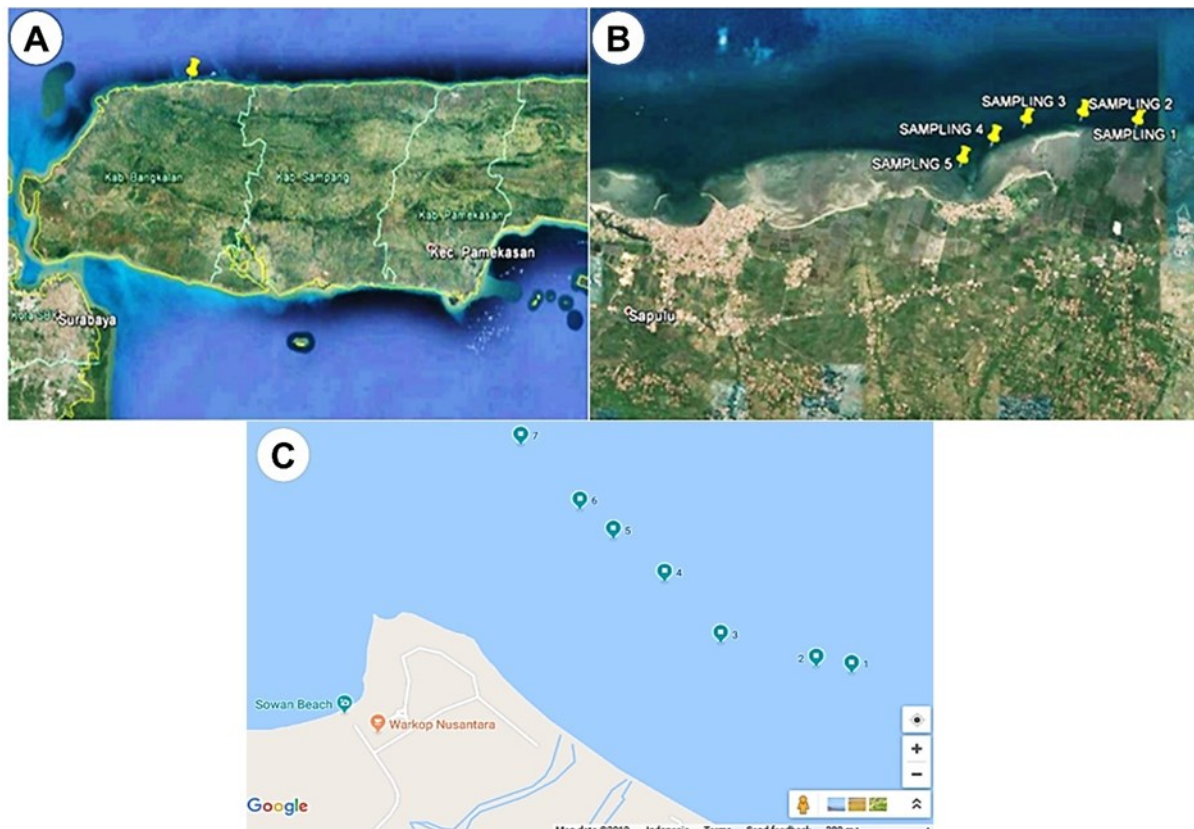 A
Kab. Bangkalan
Kab. Sampang
Kab. Pamekasan
Kec. Pamekasan
Surabaya
B
SAMPLING 3
SAMPLING 2
SAMPLING 4
SAMPLING 1
SAMPLNG 5
Sapulu
C
7
6
5
4
3
2
1
Sowan Beach
Warkop Nusantara
Google